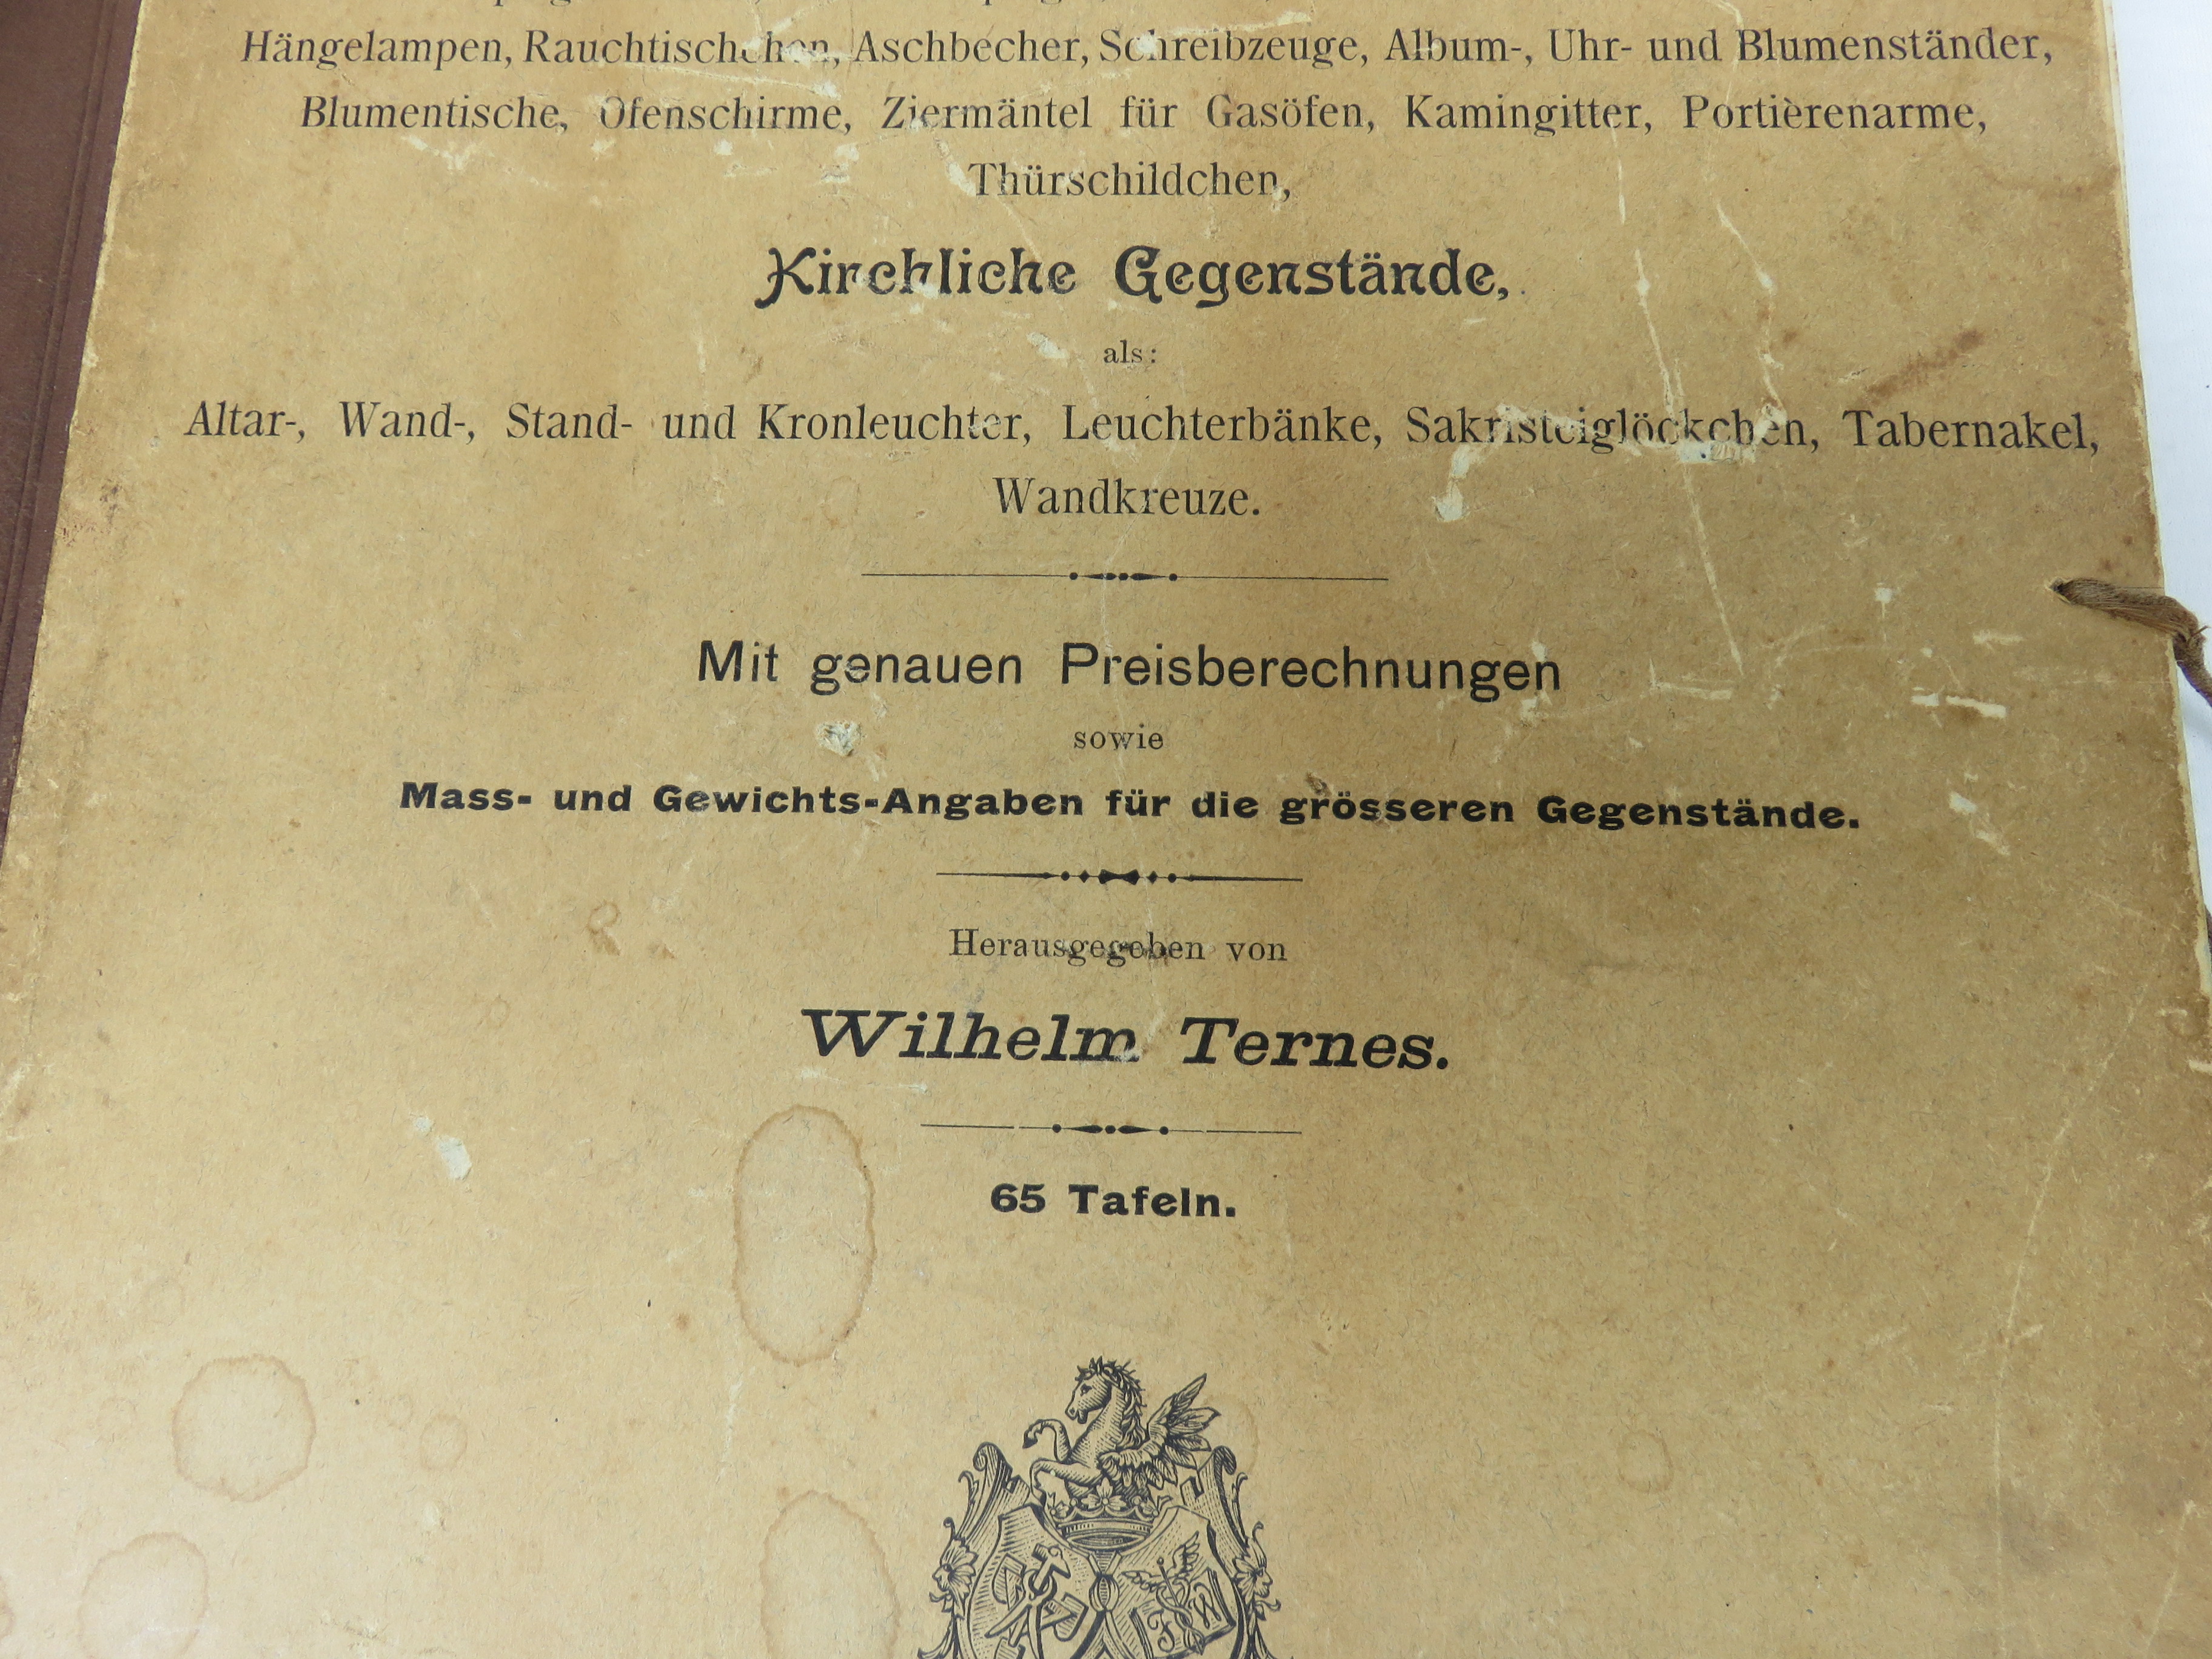 Hängelampen, Rauchtischchen, Aschbecher, Schreibzeuge, Album-, Uhr- und Blumenständer,
Blumentische, Ofenschirme, Ziermäntel für Gasöfen, Kamingitter, Portièrenarme,
Thürschildchen,
Kirchliche Gegenstände,
als:
Altar-, Wand-, Stand- und Kronleuchter, Leuchterbänke, Sakristeiglöckchen, Tabernakel,
Wandkreuze.
Mit genauen Preisberechnungen
sowie
Mass- und Gewichts-Angaben für die grösseren Gegenstände.
Herausgegeben von
Wilhelm Ternes.
65 Tafeln.
F W